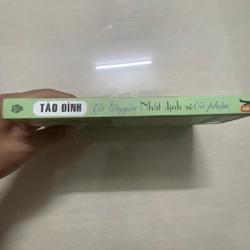 TÀO ĐÌNH Có Duyên Nhất định sẽ Có phận